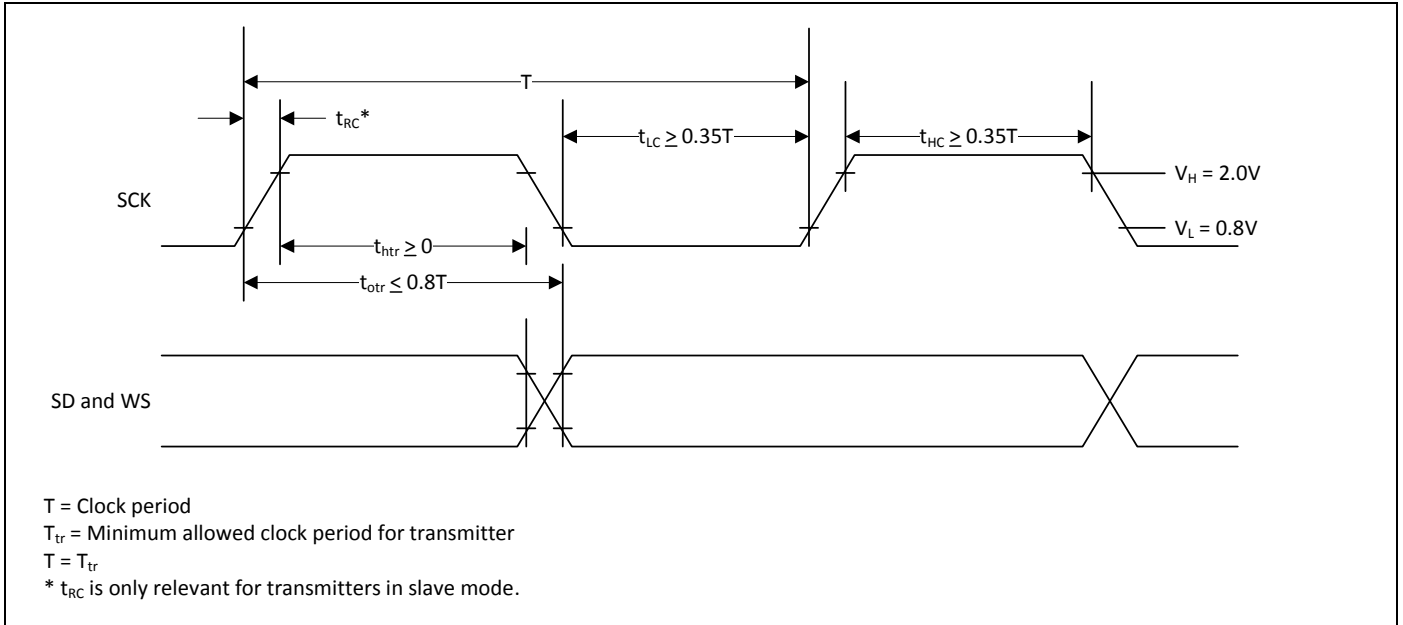 T
t_RC*
t_LC ≥ 0.35T
t_HC ≥ 0.35T
V_H = 2.0V
SCK
V_L = 0.8V
t_htr ≥ 0
t_otr ≤ 0.8T
SD and WS
T = Clock period
T_tr = Minimum allowed clock period for transmitter
T = T_tr
* t_RC is only relevant for transmitters in slave mode.